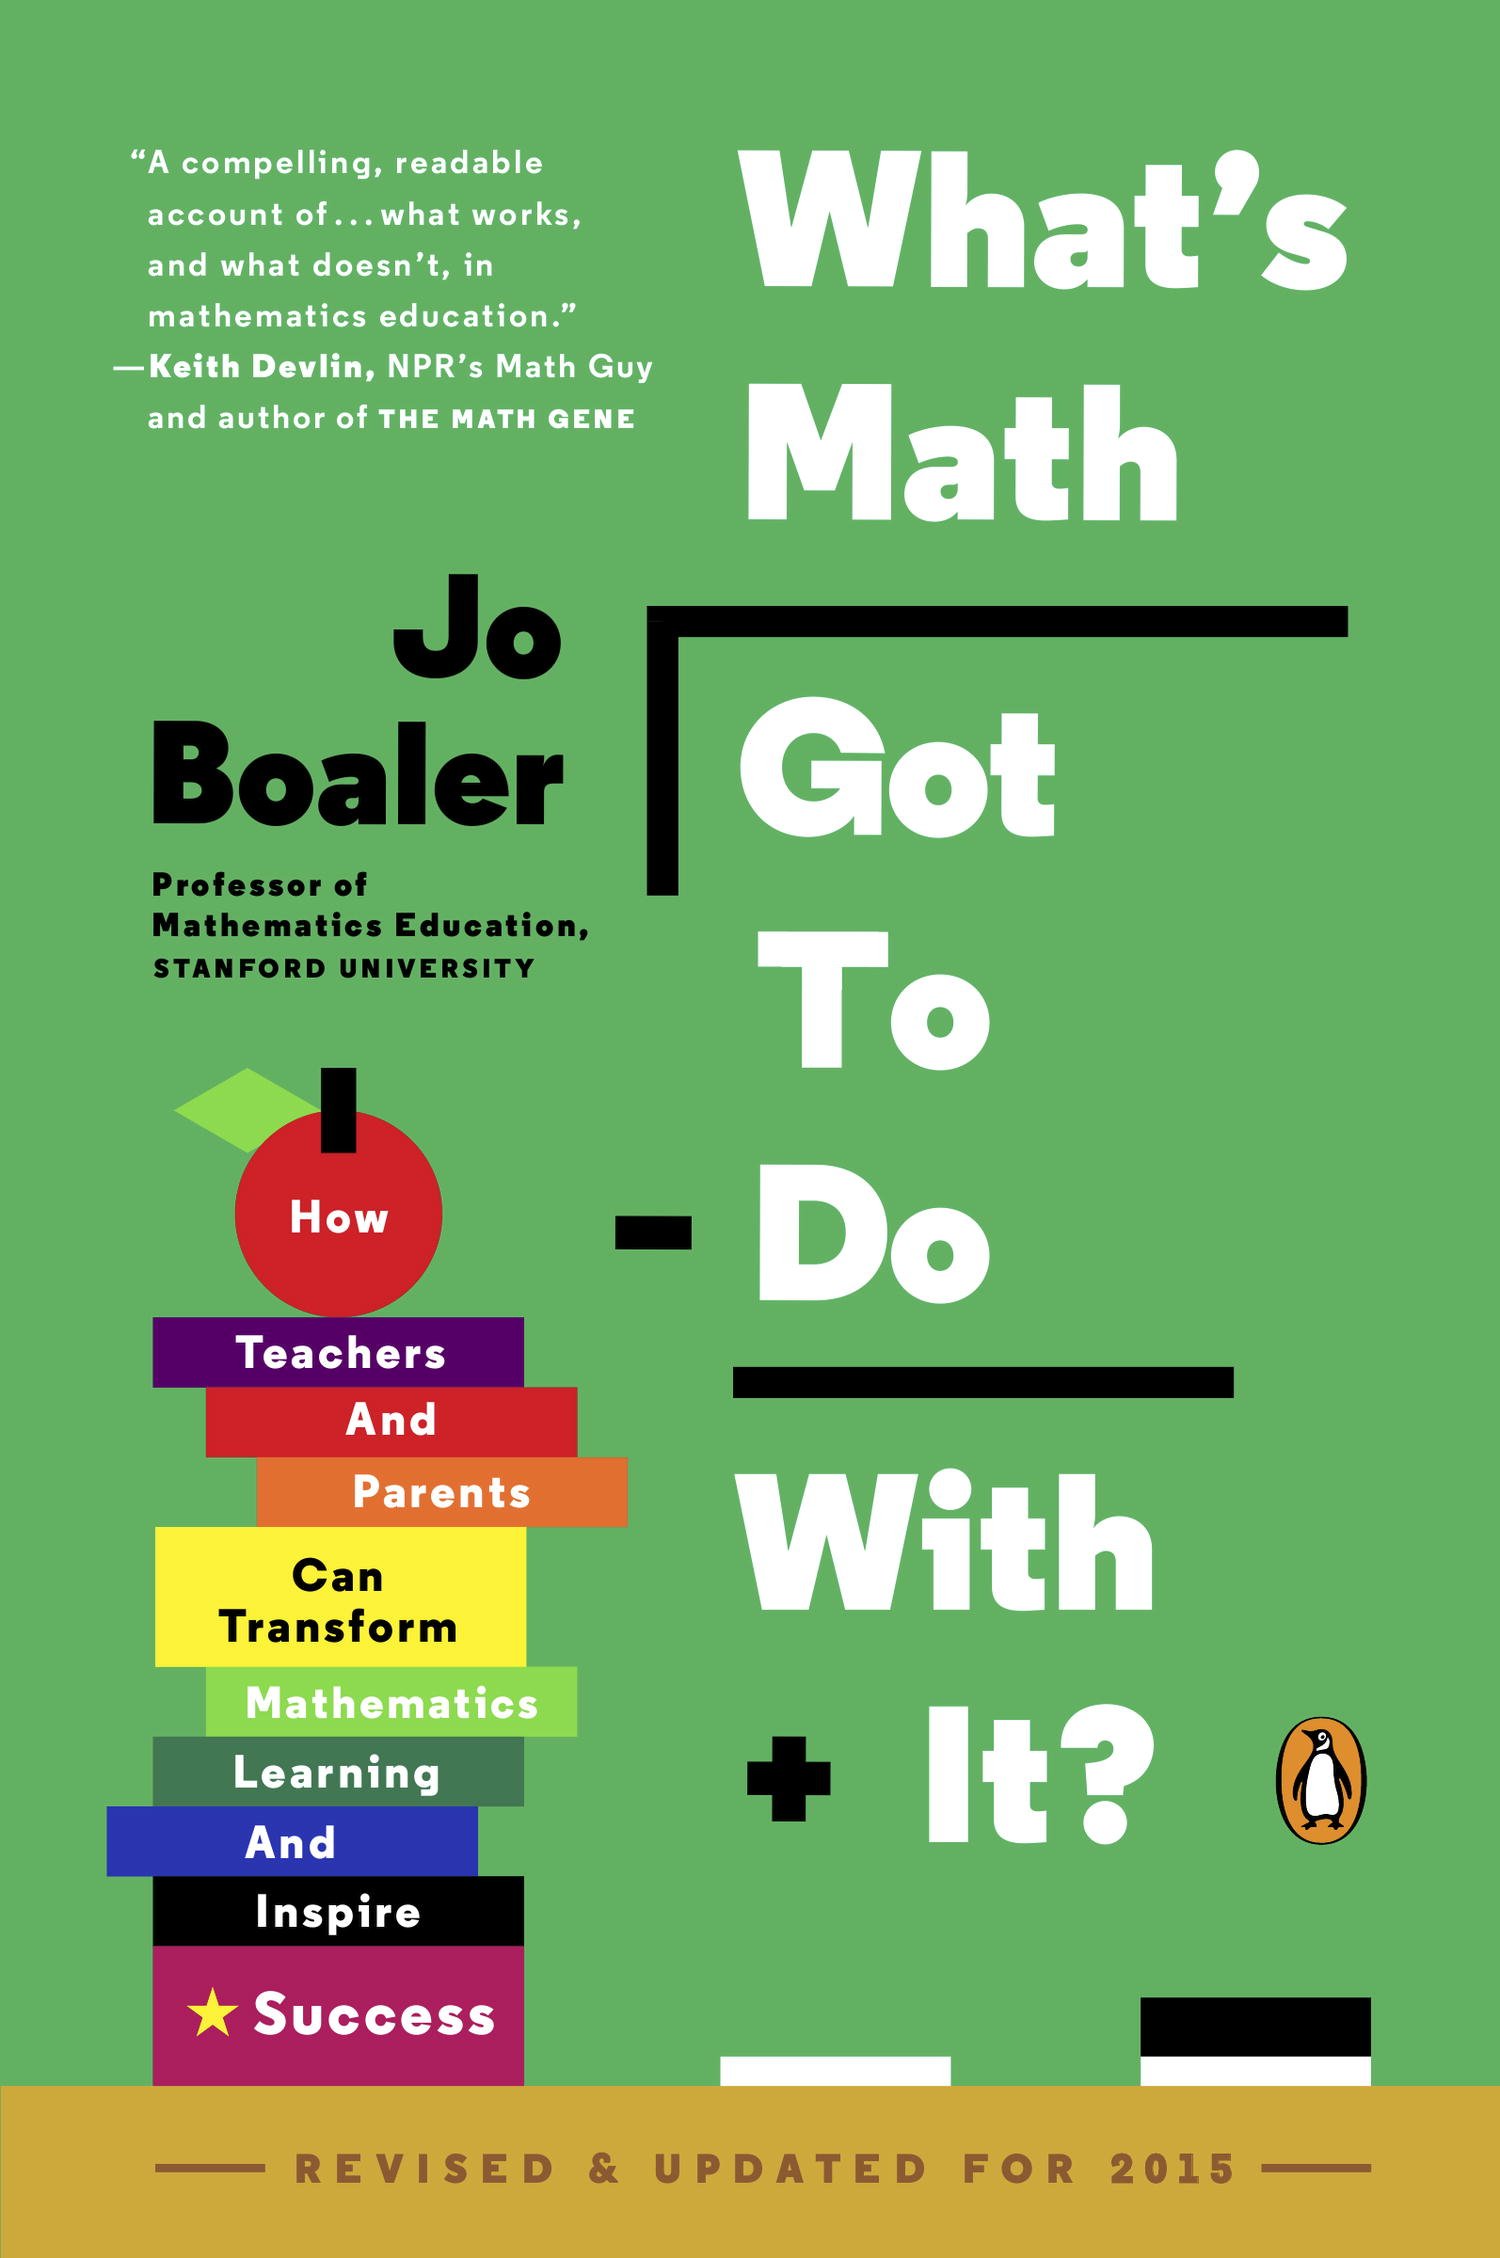 “A compelling, readable
account of...what works,
and what doesn’t, in
mathematics education.”
—Keith Devlin, NPR’s Math Guy
and author of THE MATH GENE
What’s
Math
Got
To
- Do
With
+ It?
Jo
Boaler
Professor of
Mathematics Education,
STANFORD UNIVERSITY
How
Teachers
And
Parents
Can
Transform
Mathematics
Learning
And
Inspire
Success
REVISED & UPDATED FOR 2015